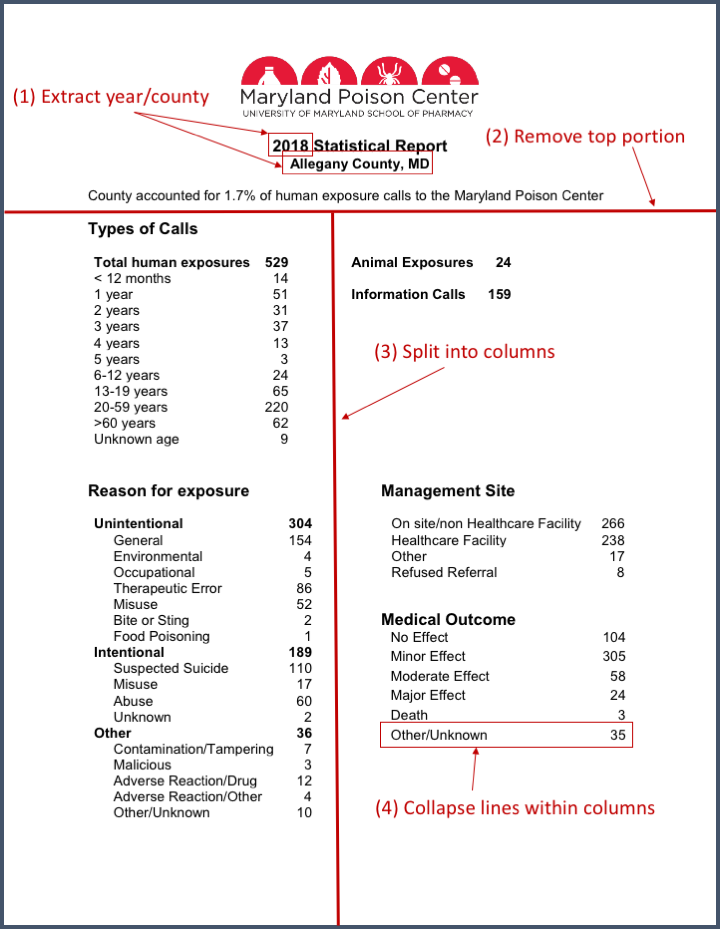 (1) Extract year/county
Maryland Poison Center
UNIVERSITY OF MARYLAND SCHOOL OF PHARMACY
2018 Statistical Report
Allegany County, MD
(2) Remove top portion
County accounted for 1.7% of human exposure calls to the Maryland Poison Center
Types of Calls
Total human exposures 529
< 12 months 14
1 year 51
2 years 31
3 years 37
4 years 13
5 years 3
6-12 years 24
13-19 years 65
20-59 years 220
>60 years 62
Unknown age 9
Animal Exposures 24
Information Calls 159
(3) Split into columns
Reason for exposure
Unintentional 304
General 154
Environmental 4
Occupational 5
Therapeutic Error 86
Misuse 52
Bite or Sting 2
Food Poisoning 1
Intentional 189
Suspected Suicide 110
Misuse 17
Abuse 60
Unknown 2
Other 36
Contamination/Tampering 7
Malicious 3
Adverse Reaction/Drug 12
Adverse Reaction/Other 4
Other/Unknown 10
Management Site
On site/non Healthcare Facility 266
Healthcare Facility 238
Other 17
Refused Referral 8
Medical Outcome
No Effect 104
Minor Effect 305
Moderate Effect 58
Major Effect 24
Death 3
Other/Unknown 35
(4) Collapse lines within columns